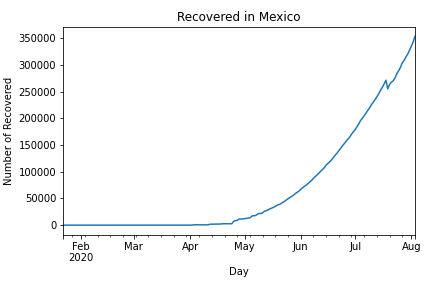 Recovered in Mexico
350000
300000
250000
200000
150000
100000
50000
0
Number of Recovered
Feb Mar Apr May Jun Jul Aug
2020
Day